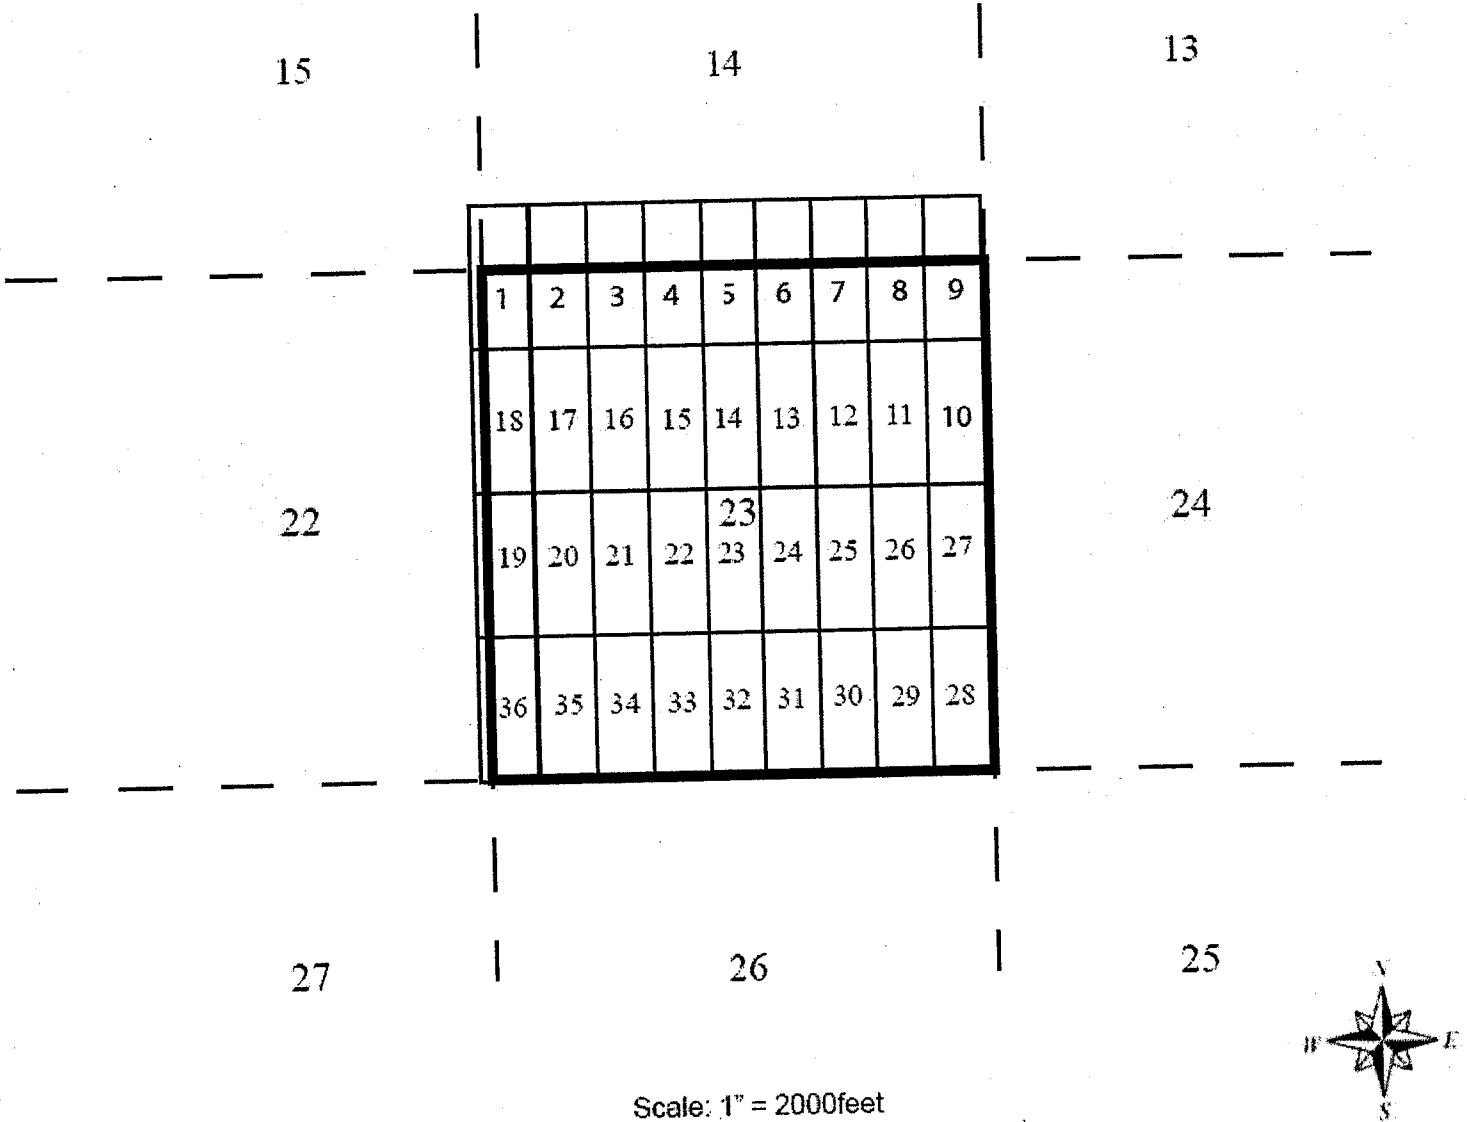 15 14 13
1 2 3 4 5 6 7 8 9
18 17 16 15 14 13 12 11 10
22 23 24
19 20 21 22 23 24 25 26 27
36 35 34 33 32 31 30 29 28
27 26 25
N
W E
S
Scale: 1" = 2000feet